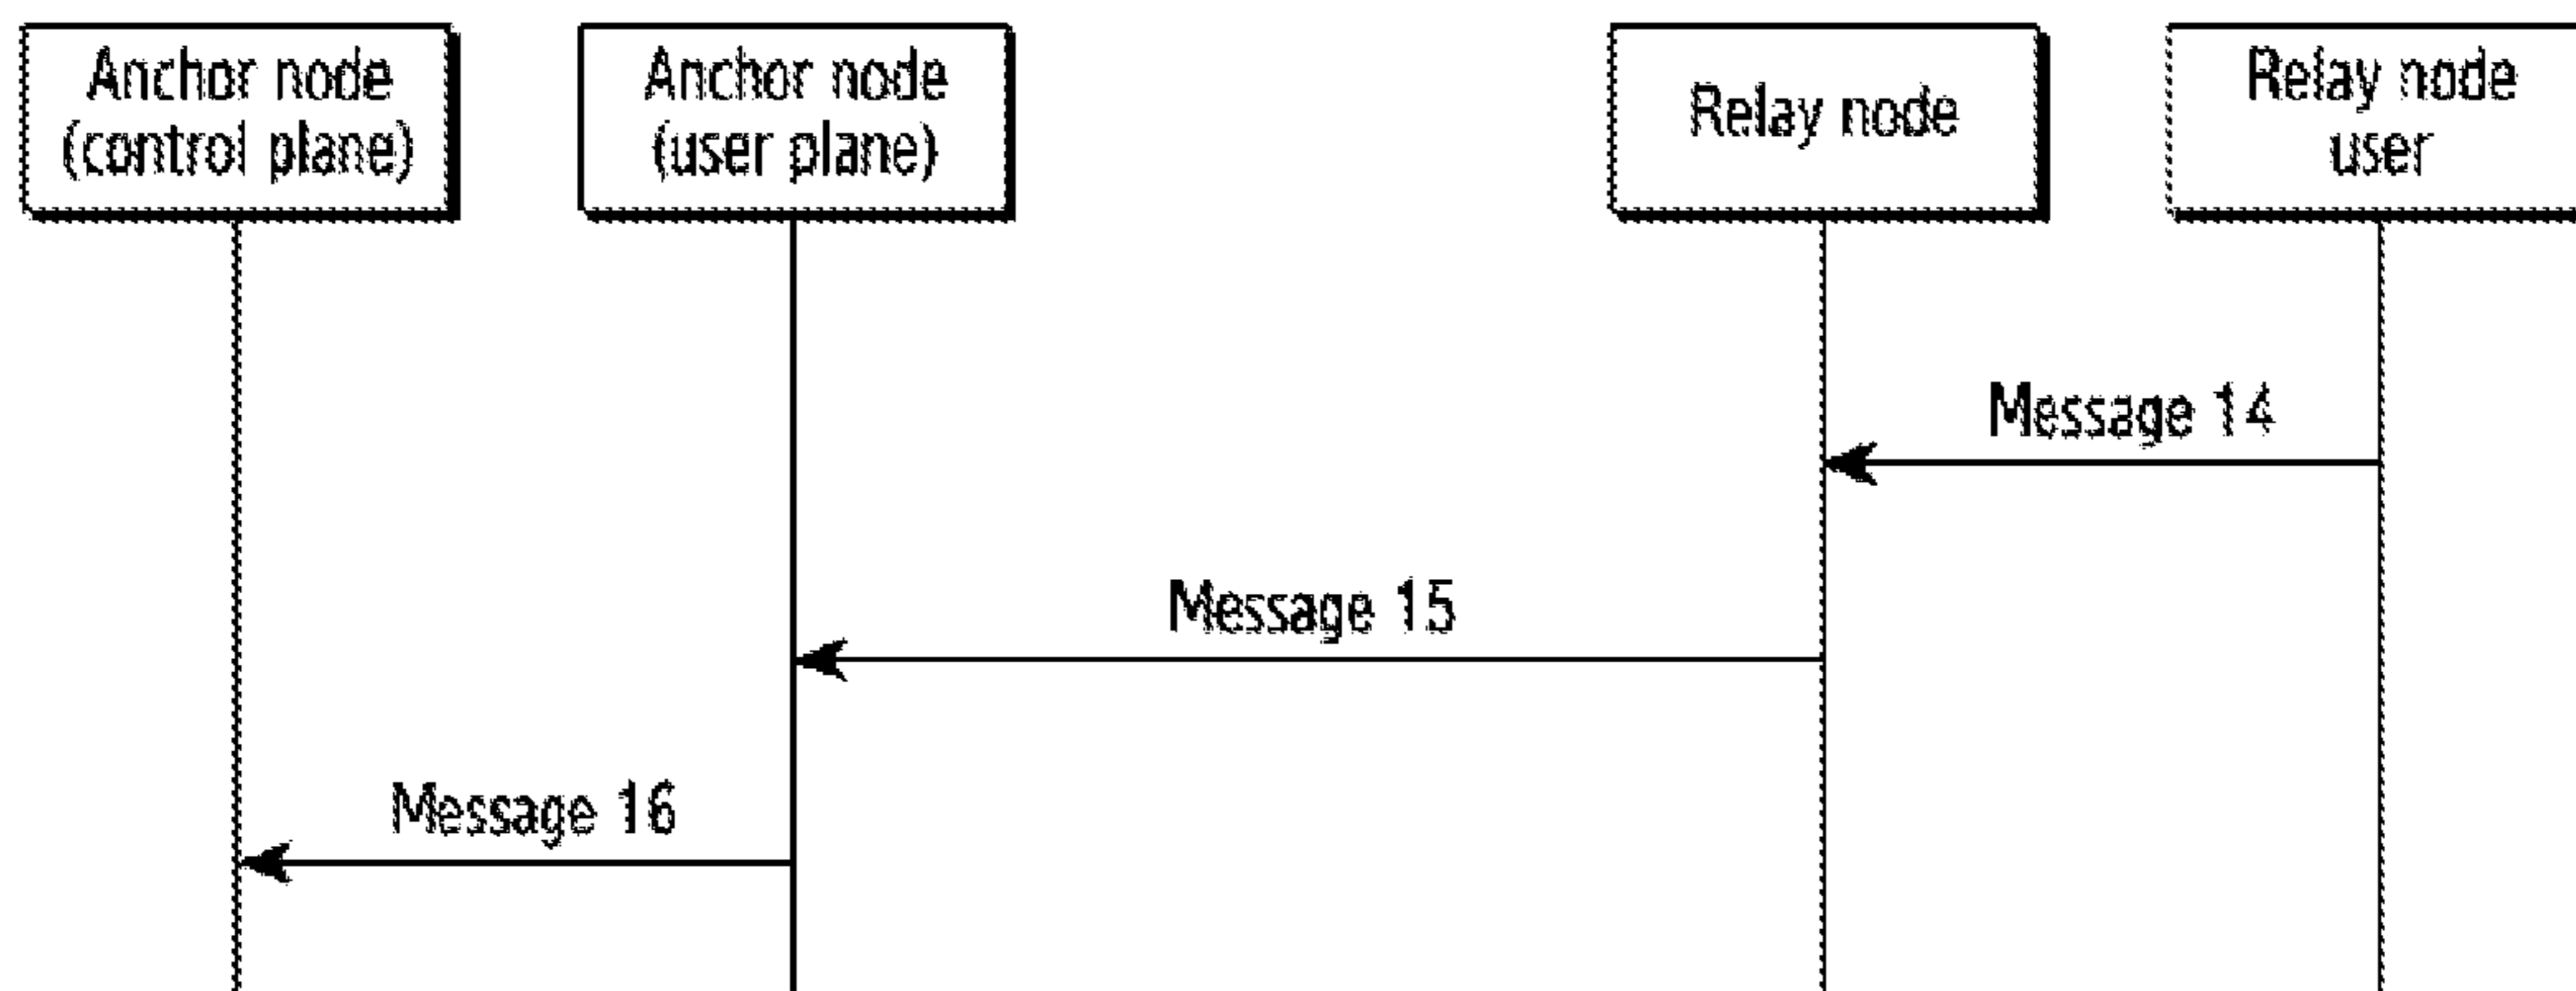 Anchor node
(control plane)
Anchor node
(user plane)
Relay node
Relay node
user
Message 14
Message 15
Message 16